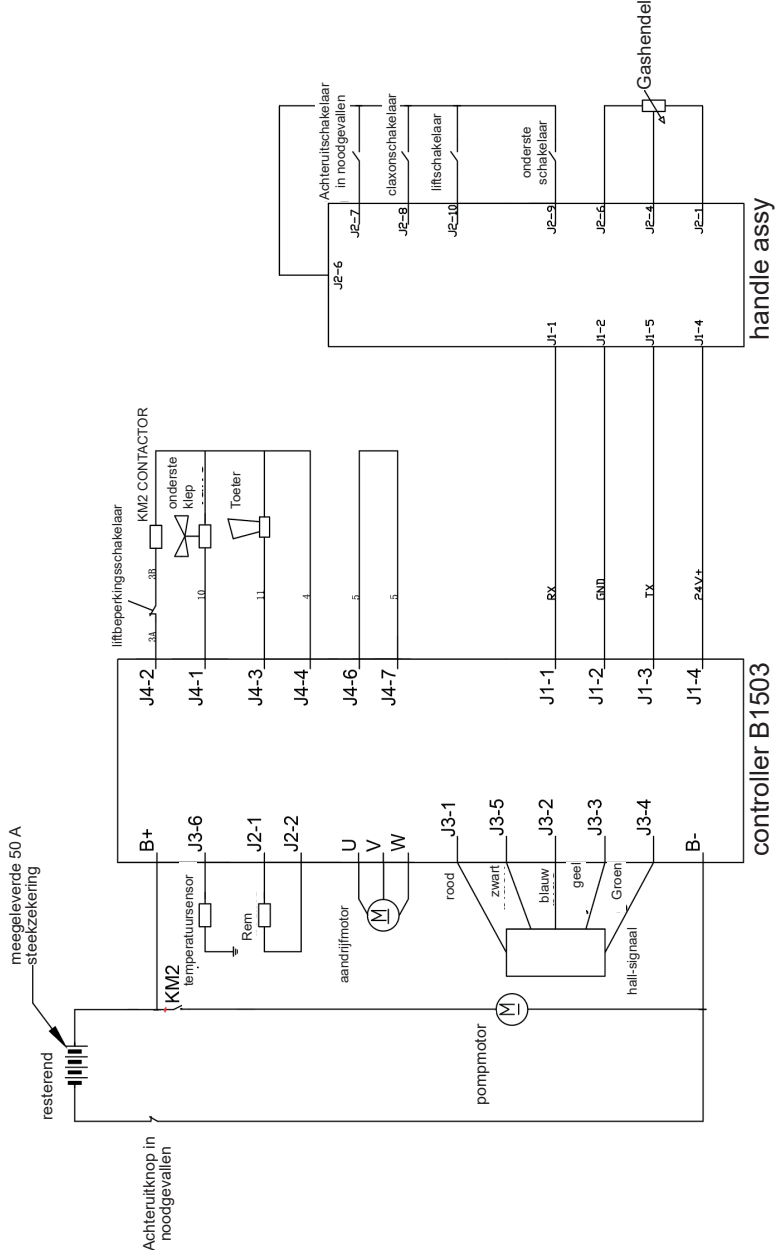 meegeleverde 50 A
steekzekering
resterend
Achteruitknop in
noodgevallen
KM2
pompmotor
M
B+
J3-6
J2-1
J2-2
U
V
W
J3-1
J3-5
J3-2
J3-3
J3-4
B-
temperatuursensor
Rem
aandrijfmotor
M
rood
zwart
blauw
geel
Groen
hall-signaal
controller B1503
J4-2
J4-1
J4-3
J4-4
J4-6
J4-7
J1-1
J1-2
J1-3
J1-4
liftbeperkingsschakelaar
3A
3B
10
11
4
5
5
KM2 CONTACTOR
onderste
klep
Toeter
RX
GND
TX
24V+
J1-1
J1-2
J1-5
J1-4
handle assy
J2-6
J2-7
J2-8
J2-10
J2-9
J2-6
J2-4
J2-1
Achteruitschakelaar
in noodgevallen
claxonschakelaar
liftschakelaar
onderste
schakelaar
Gashendel